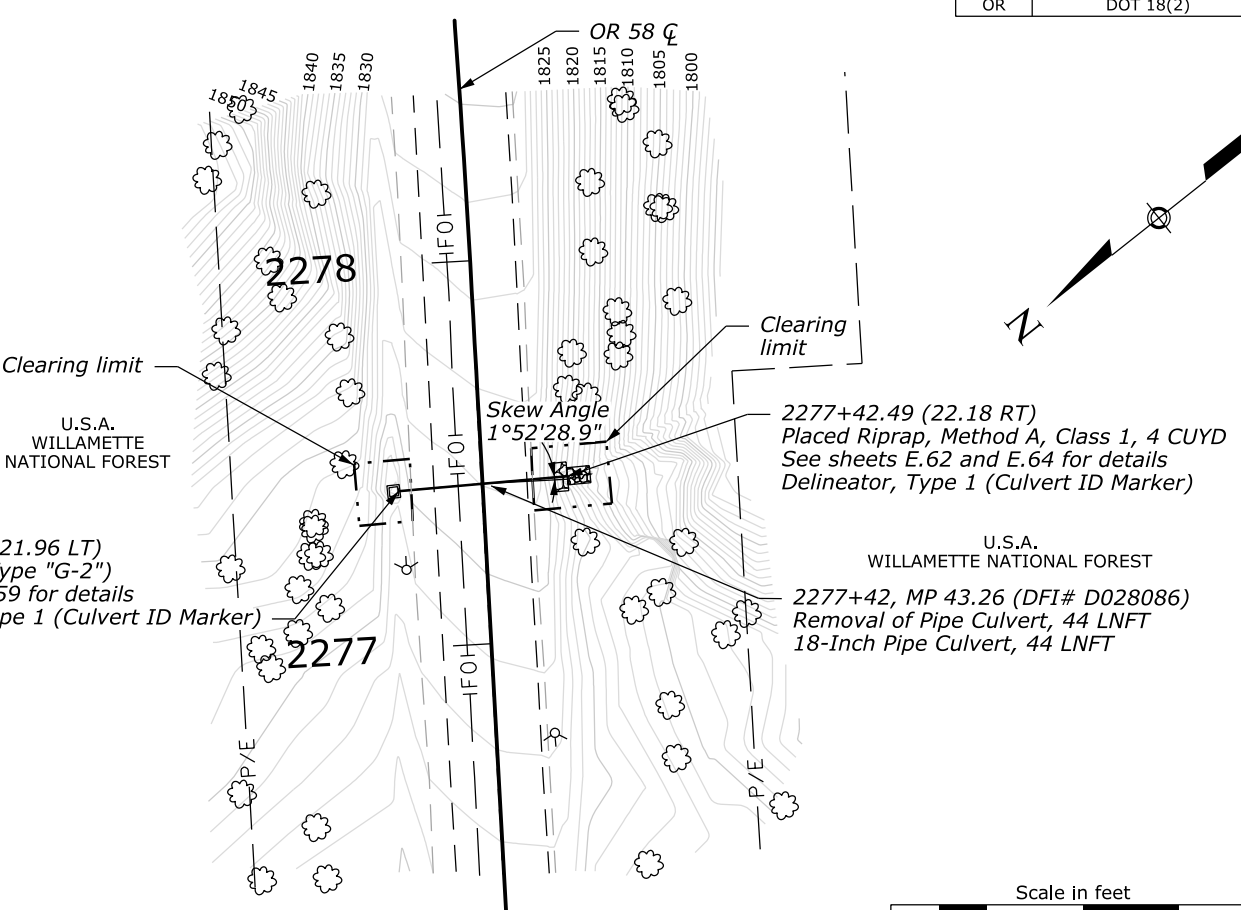 OR
DOT 18(2)
OR 58 ℄
1850
1845
1840
1835
1830
1825
1820
1815
1810
1805
1800
2278
IFOI
Clearing limit
Clearing
limit
N
U.S.A.
WILLAMETTE
NATIONAL FOREST
Skew Angle
1°52'28.9"
IFOI
2277+42.49 (22.18 RT)
Placed Riprap, Method A, Class 1, 4 CUYD
See sheets E.62 and E.64 for details
Delineator, Type 1 (Culvert ID Marker)
U.S.A.
WILLAMETTE NATIONAL FOREST
21.96 LT)
ype "G-2")
59 for details
pe 1 (Culvert ID Marker)
2277+42, MP 43.26 (DFI# D028086)
Removal of Pipe Culvert, 44 LNFT
18-Inch Pipe Culvert, 44 LNFT
2277
IFOI
P/E
P/E
Scale in feet